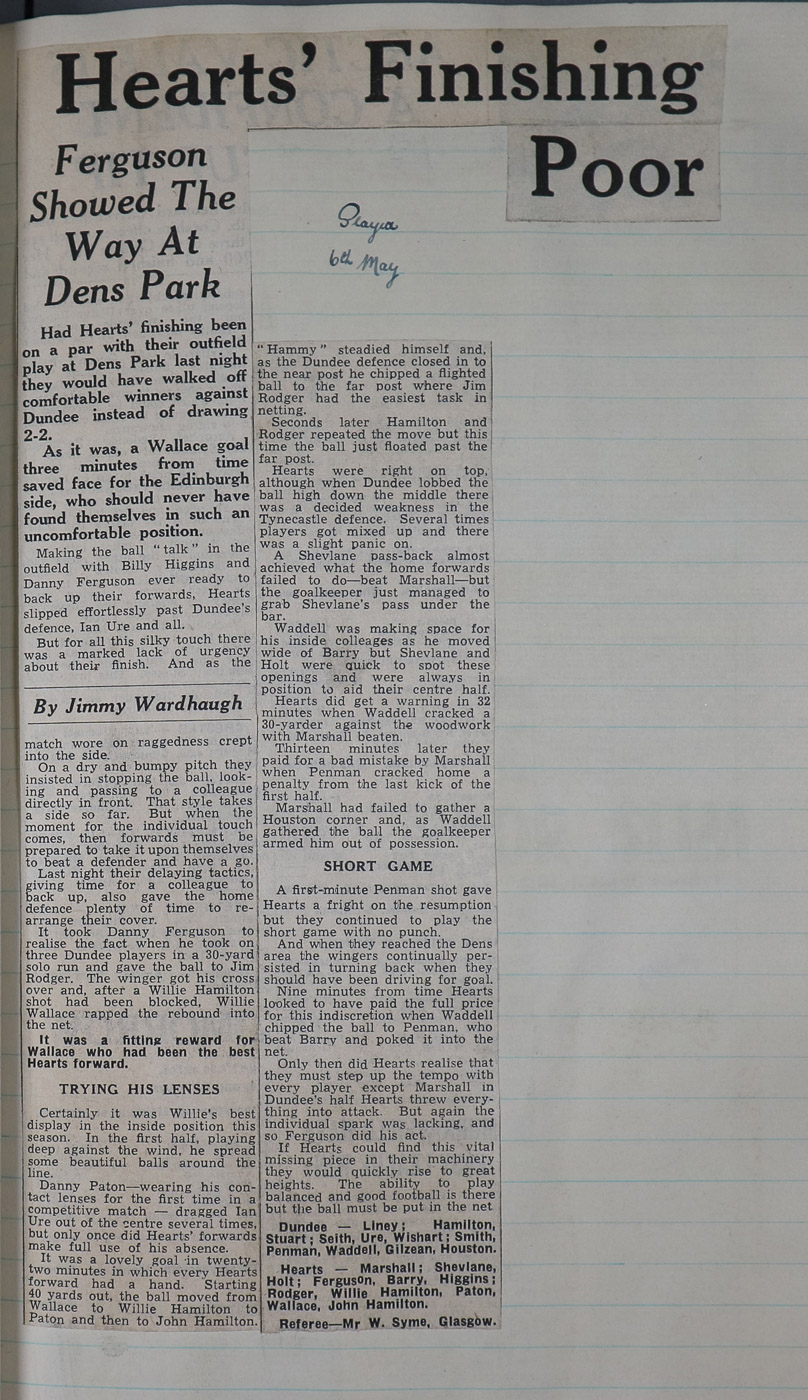 Hearts' Finishing
Poor
Ferguson
Showed The
Way At
Dens Park
6th May
Had Hearts' finishing been
on a par with their outfield
play at Dens Park last night
they would have walked off
comfortable winners against
Dundee instead of drawing
2-2.
As it was, a Wallace goal
three minutes from time
saved face for the Edinburgh
side, who should never have
found themselves in such an
uncomfortable position.
Making the ball "talk" in the
outfield with Billy Higgins and
Danny Ferguson ever ready to
back up their forwards, Hearts
slipped effortlessly past Dundee's
defence, Ian Ure and all.
But for all this silky touch there
was a marked lack of urgency
about their finish. And as the
By Jimmy Wardhaugh
match wore on raggedness crept
into the side.
On a dry and bumpy pitch they
insisted in stopping the ball, look-
ing and passing to a colleague
directly in front. That style takes
a side so far. But when the
moment for the individual touch
comes, then forwards must be
prepared to take it upon themselves
to beat a defender and have a go.
Last night their delaying tactics,
giving time for a colleague to
back up, also gave the home
defence plenty of time to re-
arrange their cover.
It took Danny Ferguson to
realise the fact when he took on
three Dundee players in a 30-yard
solo run and gave the ball to Jim
Rodger. The winger got his cross
over and, after a Willie Hamilton
shot had been blocked, Willie
Wallace rapped the rebound into
the net.
It was a fitting reward for
Wallace who had been the best
Hearts forward.
TRYING HIS LENSES
Certainly it was Willie's best
display in the inside position this
season. In the first half, playing
deep against the wind, he spread
some beautiful balls around the
line.
Danny Paton—wearing his con-
tact lenses for the first time in a
competitive match — dragged Ian
Ure out of the centre several times,
but only once did Hearts' forwards
make full use of his absence.
It was a lovely goal in twenty-
two minutes in which every Hearts
forward had a hand. Starting
40 yards out, the ball moved from
Wallace to Willie Hamilton to
Paton and then to John Hamilton.
"Hammy" steadied himself and,
as the Dundee defence closed in to
the near post he chipped a flighted
ball to the far post where Jim
Rodger had the easiest task in
netting.
Seconds later Hamilton and
Rodger repeated the move but this
time the ball just floated past the
far post.
Hearts were right on top,
although when Dundee lobbed the
ball high down the middle there
was a decided weakness in the
Tynecastle defence. Several times
players got mixed up and there
was a slight panic on.
A Shevlane pass-back almost
achieved what the home forwards
failed to do—beat Marshall—but
the goalkeeper just managed to
grab Shevlane's pass under the
bar.
Waddell was making space for
his inside colleages as he moved
wide of Barry but Shevlane and
Holt were quick to spot these
openings and were always in
position to aid their centre half.
Hearts did get a warning in 32
minutes when Waddell cracked a
30-yarder against the woodwork
with Marshall beaten.
Thirteen minutes later they
paid for a bad mistake by Marshall
when Penman cracked home a
penalty from the last kick of the
first half.
Marshall had failed to gather a
Houston corner and, as Waddell
gathered the ball the goalkeeper
armed him out of possession.
SHORT GAME
A first-minute Penman shot gave
Hearts a fright on the resumption
but they continued to play the
short game with no punch.
And when they reached the Dens
area the wingers continually per-
sisted in turning back when they
should have been driving for goal.
Nine minutes from time Hearts
looked to have paid the full price
for this indiscretion when Waddell
chipped the ball to Penman, who
beat Barry and poked it into the
net.
Only then did Hearts realise that
they must step up the tempo with
every player except Marshall in
Dundee's half Hearts threw every-
thing into attack. But again the
individual spark was lacking, and
so Ferguson did his act.
If Hearts could find this vital
missing piece in their machinery
they would quickly rise to great
heights. The ability to play
balanced and good football is there
but the ball must be put in the net
Dundee — Liney; Hamilton,
Stuart; Seith, Ure, Wishart; Smith,
Penman, Waddell, Gilzean, Houston.
Hearts — Marshall; Shevlane,
Holt; Ferguson, Barry, Higgins;
Rodger, Willie Hamilton, Paton,
Wallace, John Hamilton.
Referee—Mr W. Syme, Glasgow.